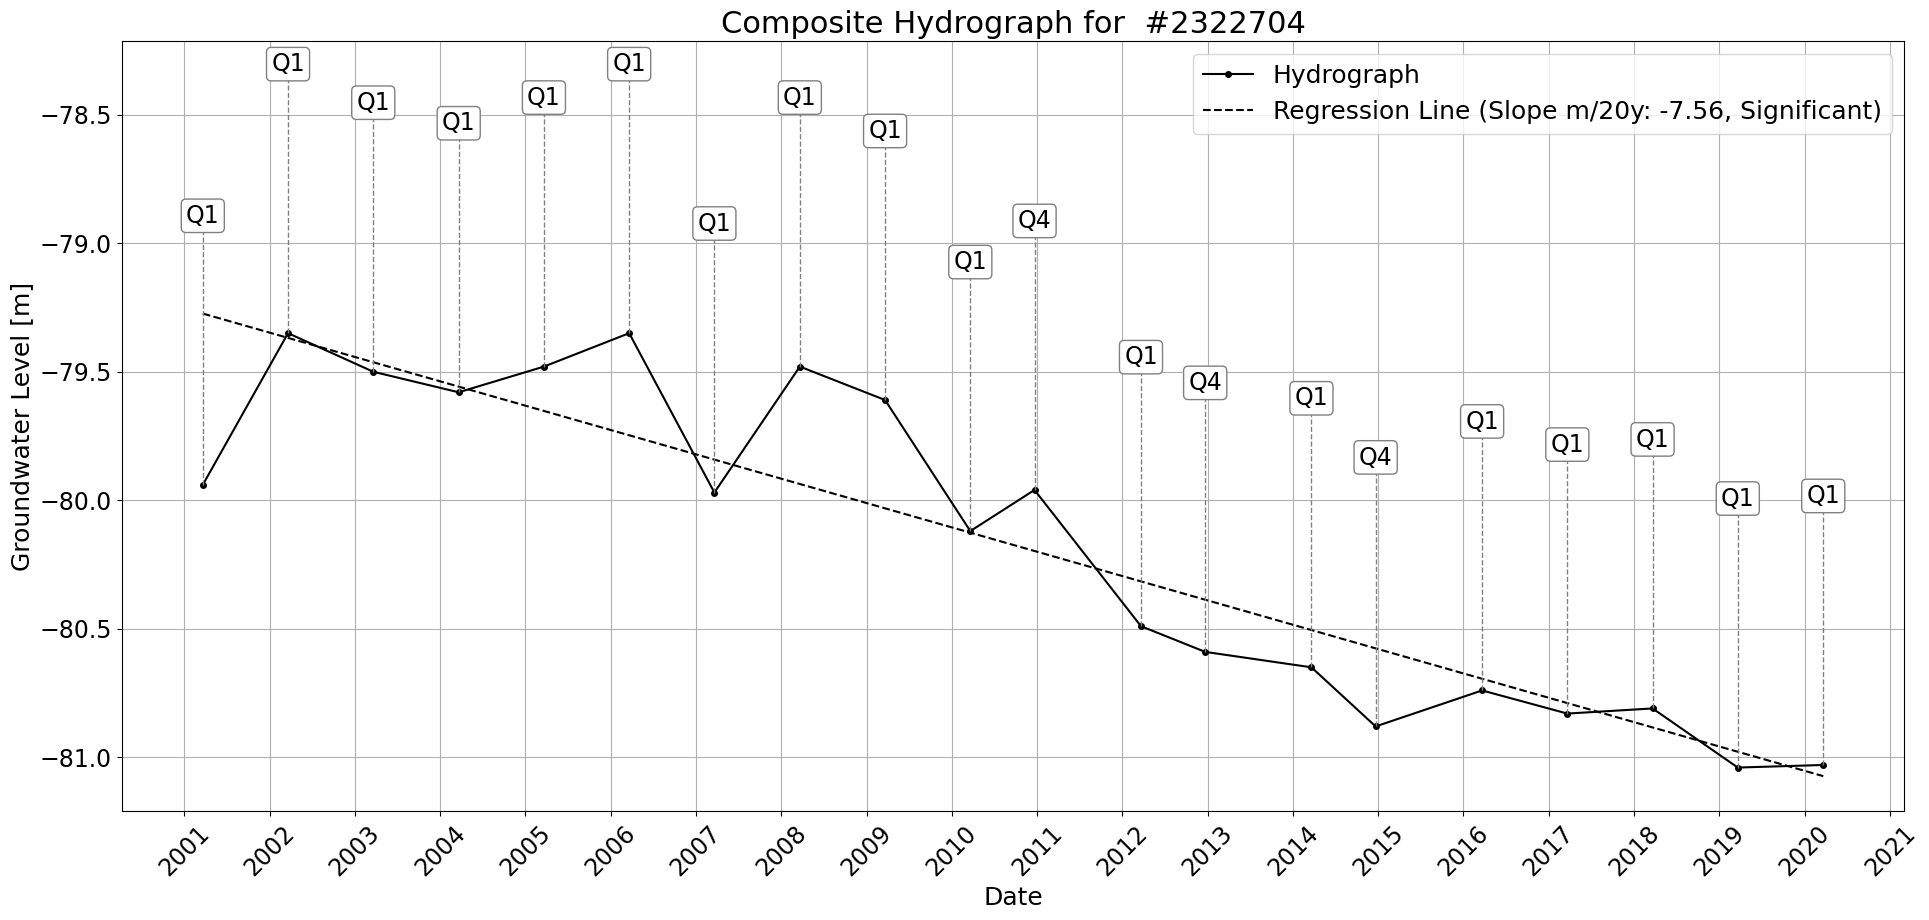 Composite Hydrograph for  #2322704
Hydrograph
Regression Line (Slope m/20y: -7.56, Significant)
Groundwater Level [m]
−78.5
−79.0
−79.5
−80.0
−80.5
−81.0
Q1
Q1
Q1
Q1
Q1
Q1
Q1
Q1
Q1
Q1
Q4
Q1
Q4
Q1
Q4
Q1
Q1
Q1
Q1
Q1
2001
2002
2003
2004
2005
2006
2007
2008
2009
2010
2011
2012
2013
2014
2015
2016
2017
2018
2019
2020
2021
Date